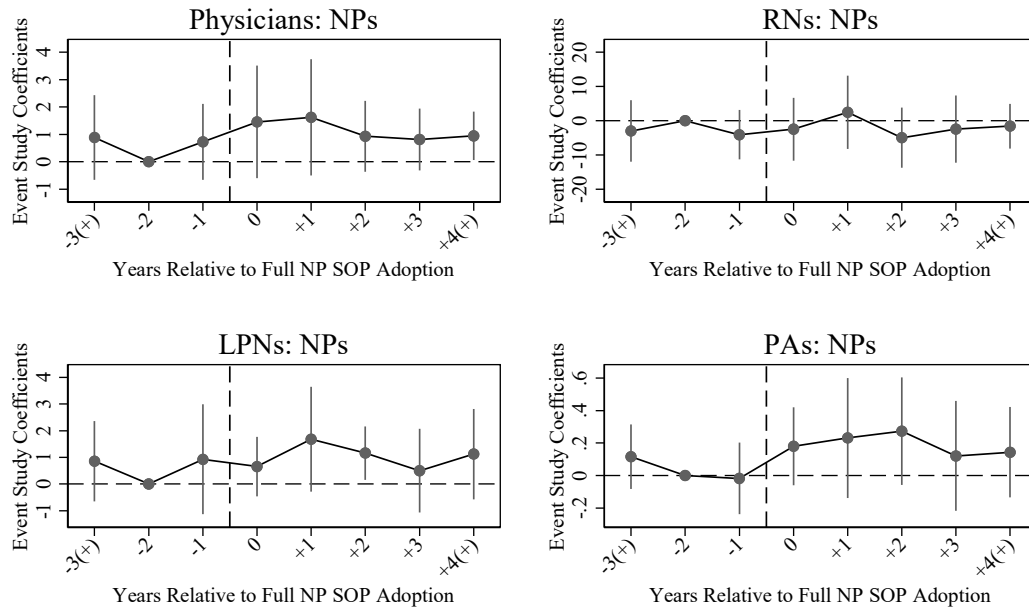 Physicians: NPs
Event Study Coefficients
4
3
2
1
0
-1
-3(+) -2 -1 0 +1 +2 +3 +4(+)
Years Relative to Full NP SOP Adoption
RNs: NPs
Event Study Coefficients
20
10
0
-10
-20
-3(+) -2 -1 0 +1 +2 +3 +4(+)
Years Relative to Full NP SOP Adoption
LPNs: NPs
Event Study Coefficients
4
3
2
1
0
-1
-3(+) -2 -1 0 +1 +2 +3 +4(+)
Years Relative to Full NP SOP Adoption
PAs: NPs
Event Study Coefficients
.6
.4
.2
0
-.2
-3(+) -2 -1 0 +1 +2 +3 +4(+)
Years Relative to Full NP SOP Adoption